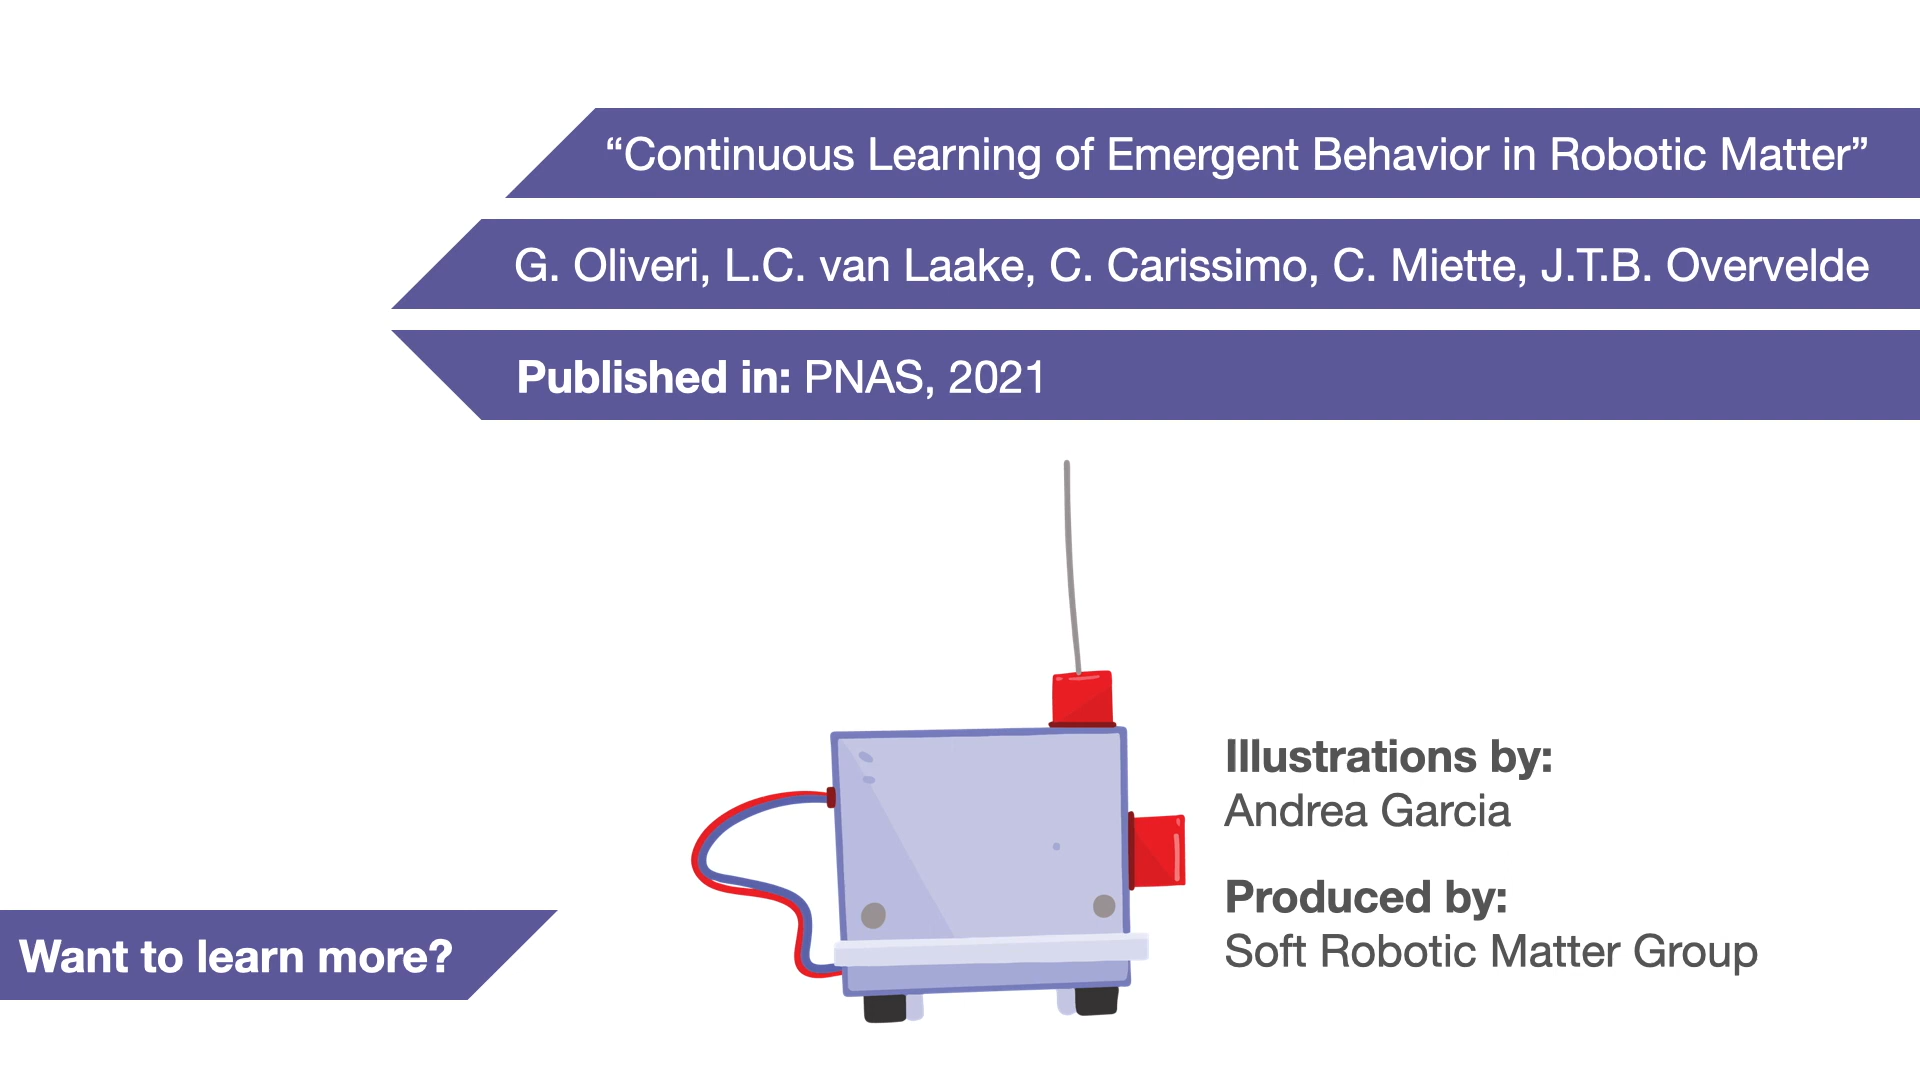 “Continuous Learning of Emergent Behavior in Robotic Matter”
G. Oliveri, L.C. van Laake, C. Carissimo, C. Miette, J.T.B. Overvelde
Published in: PNAS, 2021
Illustrations by:
Andrea Garcia
Produced by:
Soft Robotic Matter Group
Want to learn more?